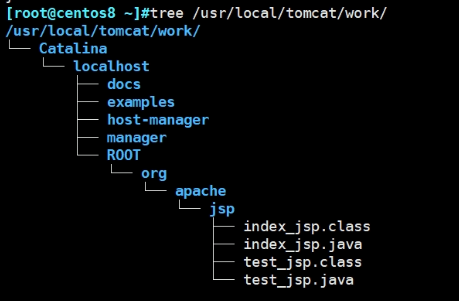 [root@centos8 ~]#tree /usr/local/tomcat/work/
/usr/local/tomcat/work/
└── Catalina
    └── localhost
        ├── docs
        ├── examples
        ├── host-manager
        ├── manager
        └── ROOT
            └── org
                └── apache
                    └── jsp
                        ├── index_jsp.class
                        ├── index_jsp.java
                        ├── test_jsp.class
                        └── test_jsp.java